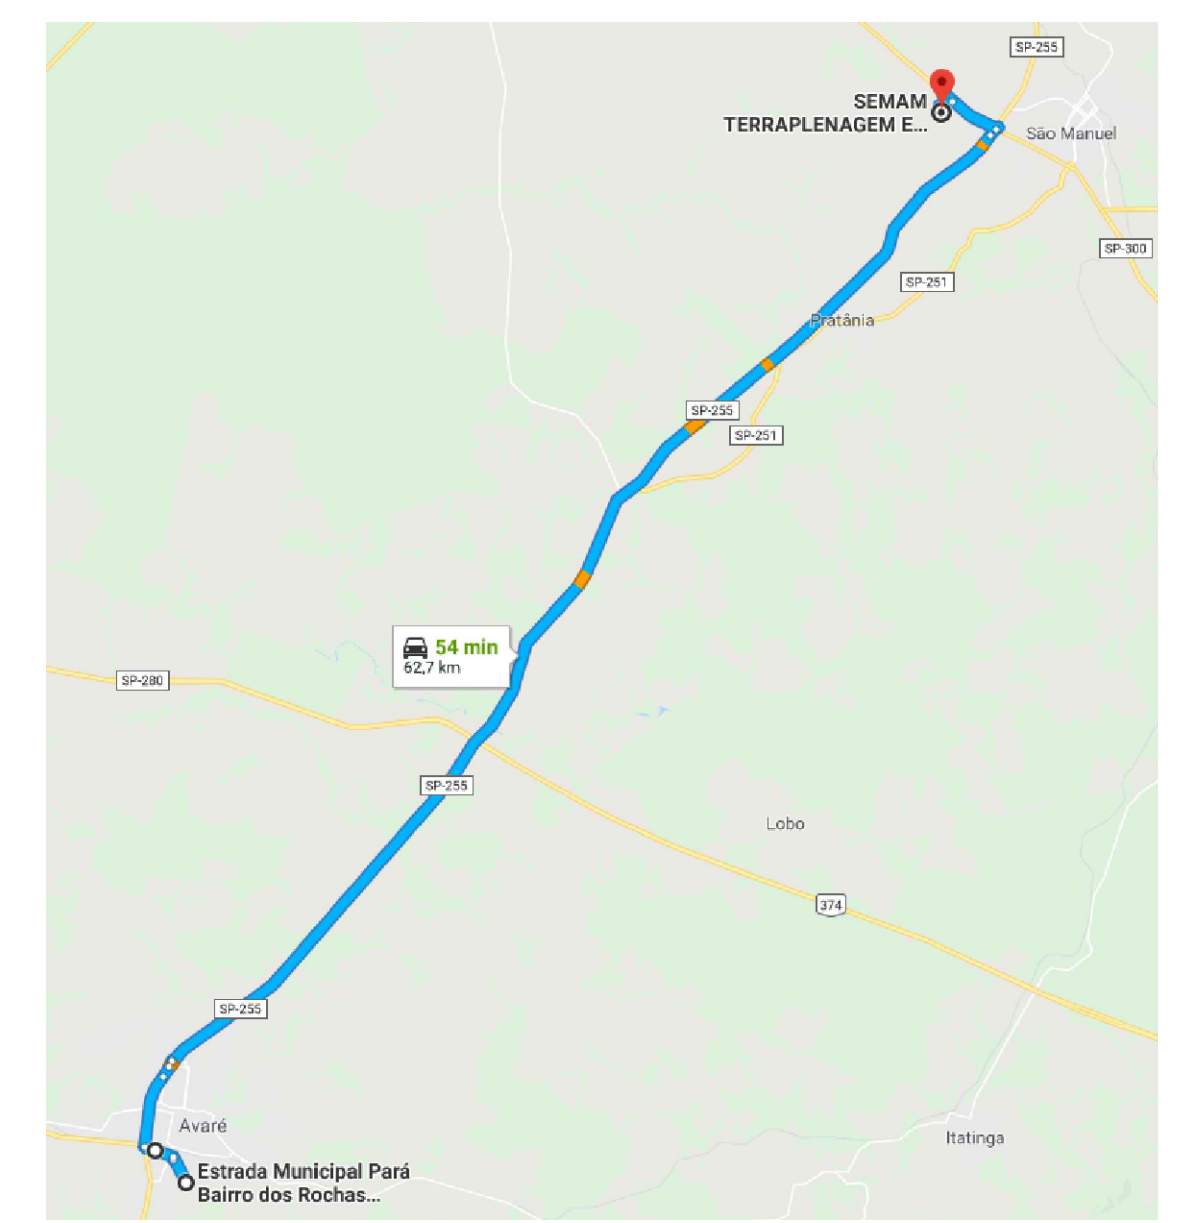 SP-255
SEMAM
TERRAPLENAGEM E...
São Manuel
SP-300
SP-251
Pratânia
SP-255
SP-251
54 min
62,7 km
SP-280
SP-255
Lobo
374
SP-255
Avaré
Itatinga
Estrada Municipal Pará
Bairro dos Rochas...